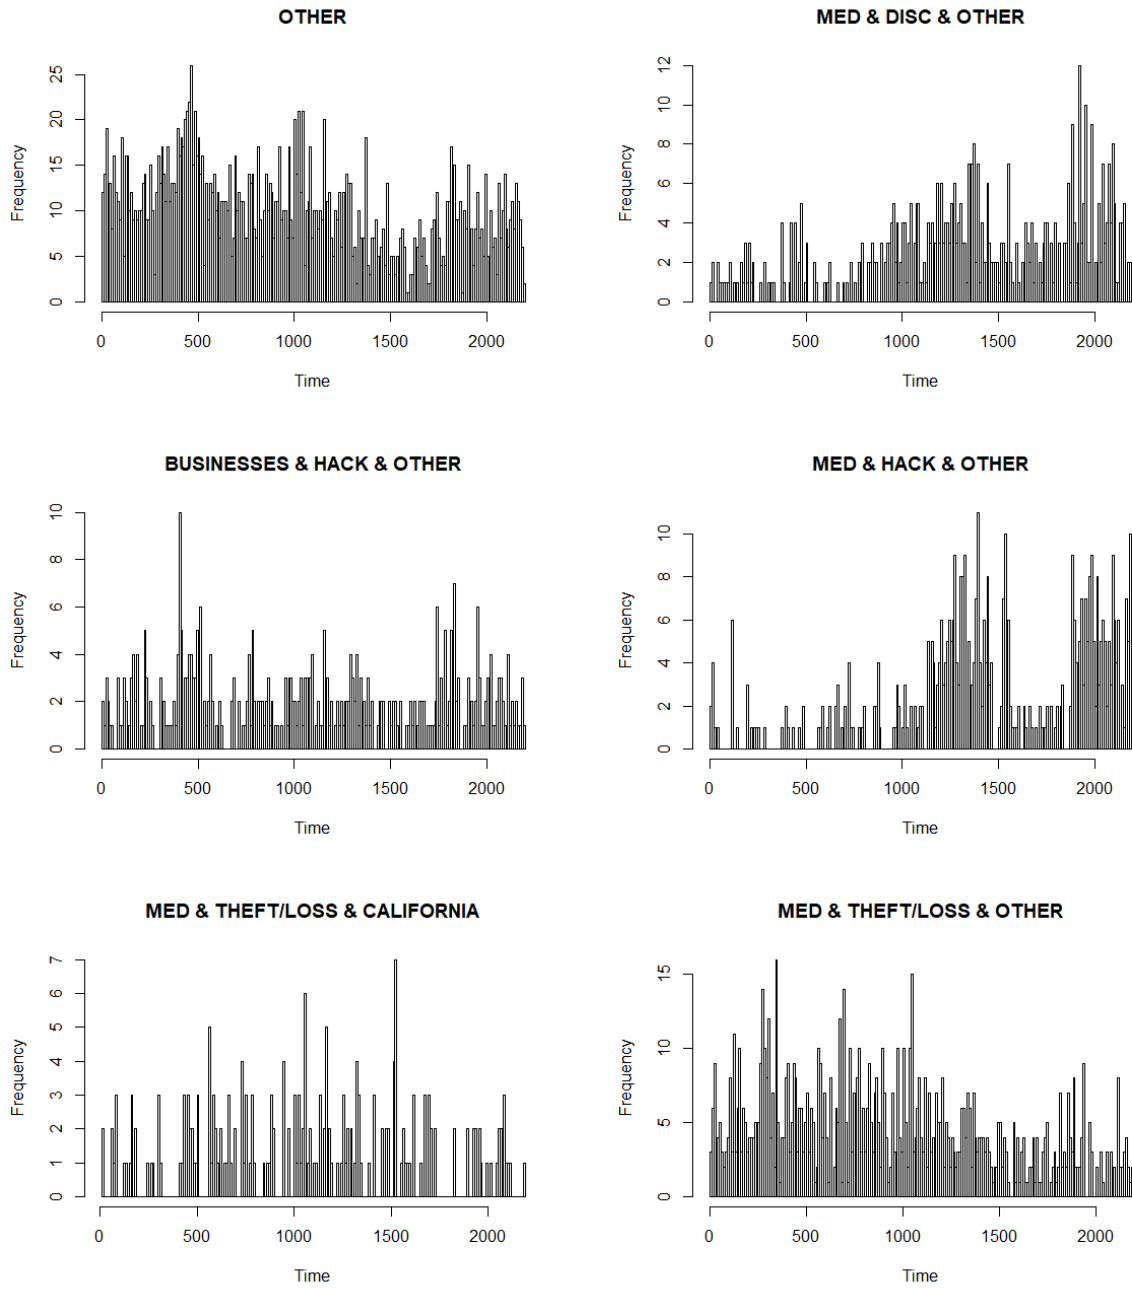 OTHER
Frequency
0 5 10 15 20 25
0 500 1000 1500 2000
Time
MED & DISC & OTHER
Frequency
0 2 4 6 8 10 12
0 500 1000 1500 2000
Time
BUSINESSES & HACK & OTHER
Frequency
0 2 4 6 8 10
0 500 1000 1500 2000
Time
MED & HACK & OTHER
Frequency
0 2 4 6 8 10
0 500 1000 1500 2000
Time
MED & THEFT/LOSS & CALIFORNIA
Frequency
0 1 2 3 4 5 6 7
0 500 1000 1500 2000
Time
MED & THEFT/LOSS & OTHER
Frequency
0 5 10 15
0 500 1000 1500 2000
Time